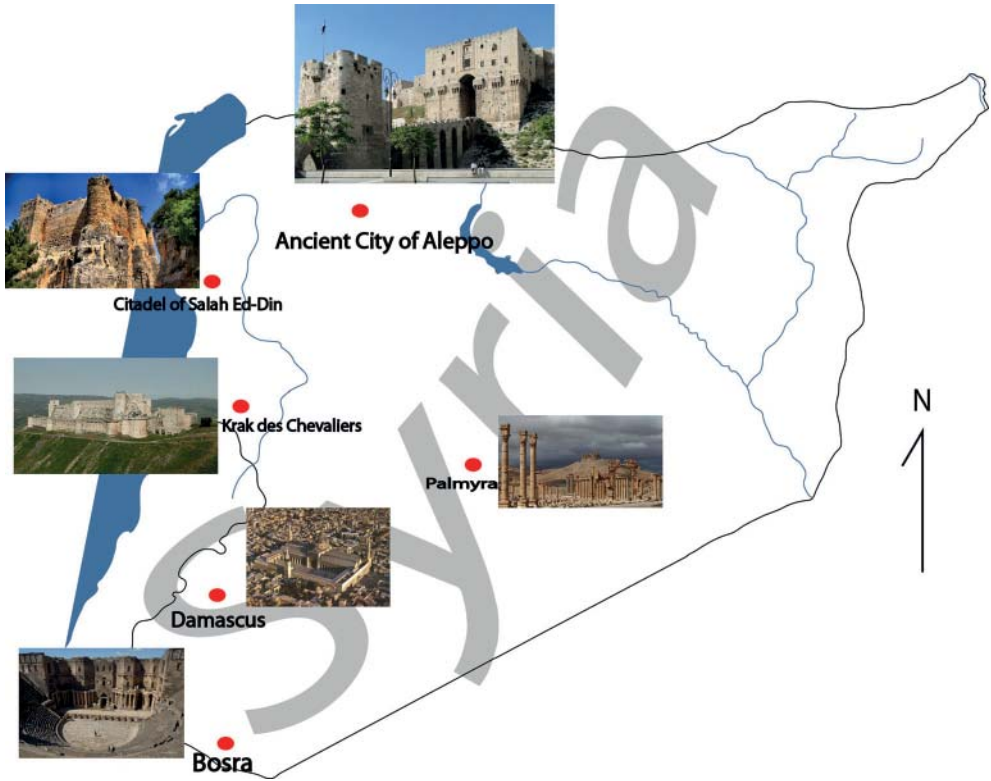 Syria
Ancient City of Aleppo
Citadel of Salah Ed-Din
Krak des Chevaliers
N
Palmyra
Damascus
Bosra